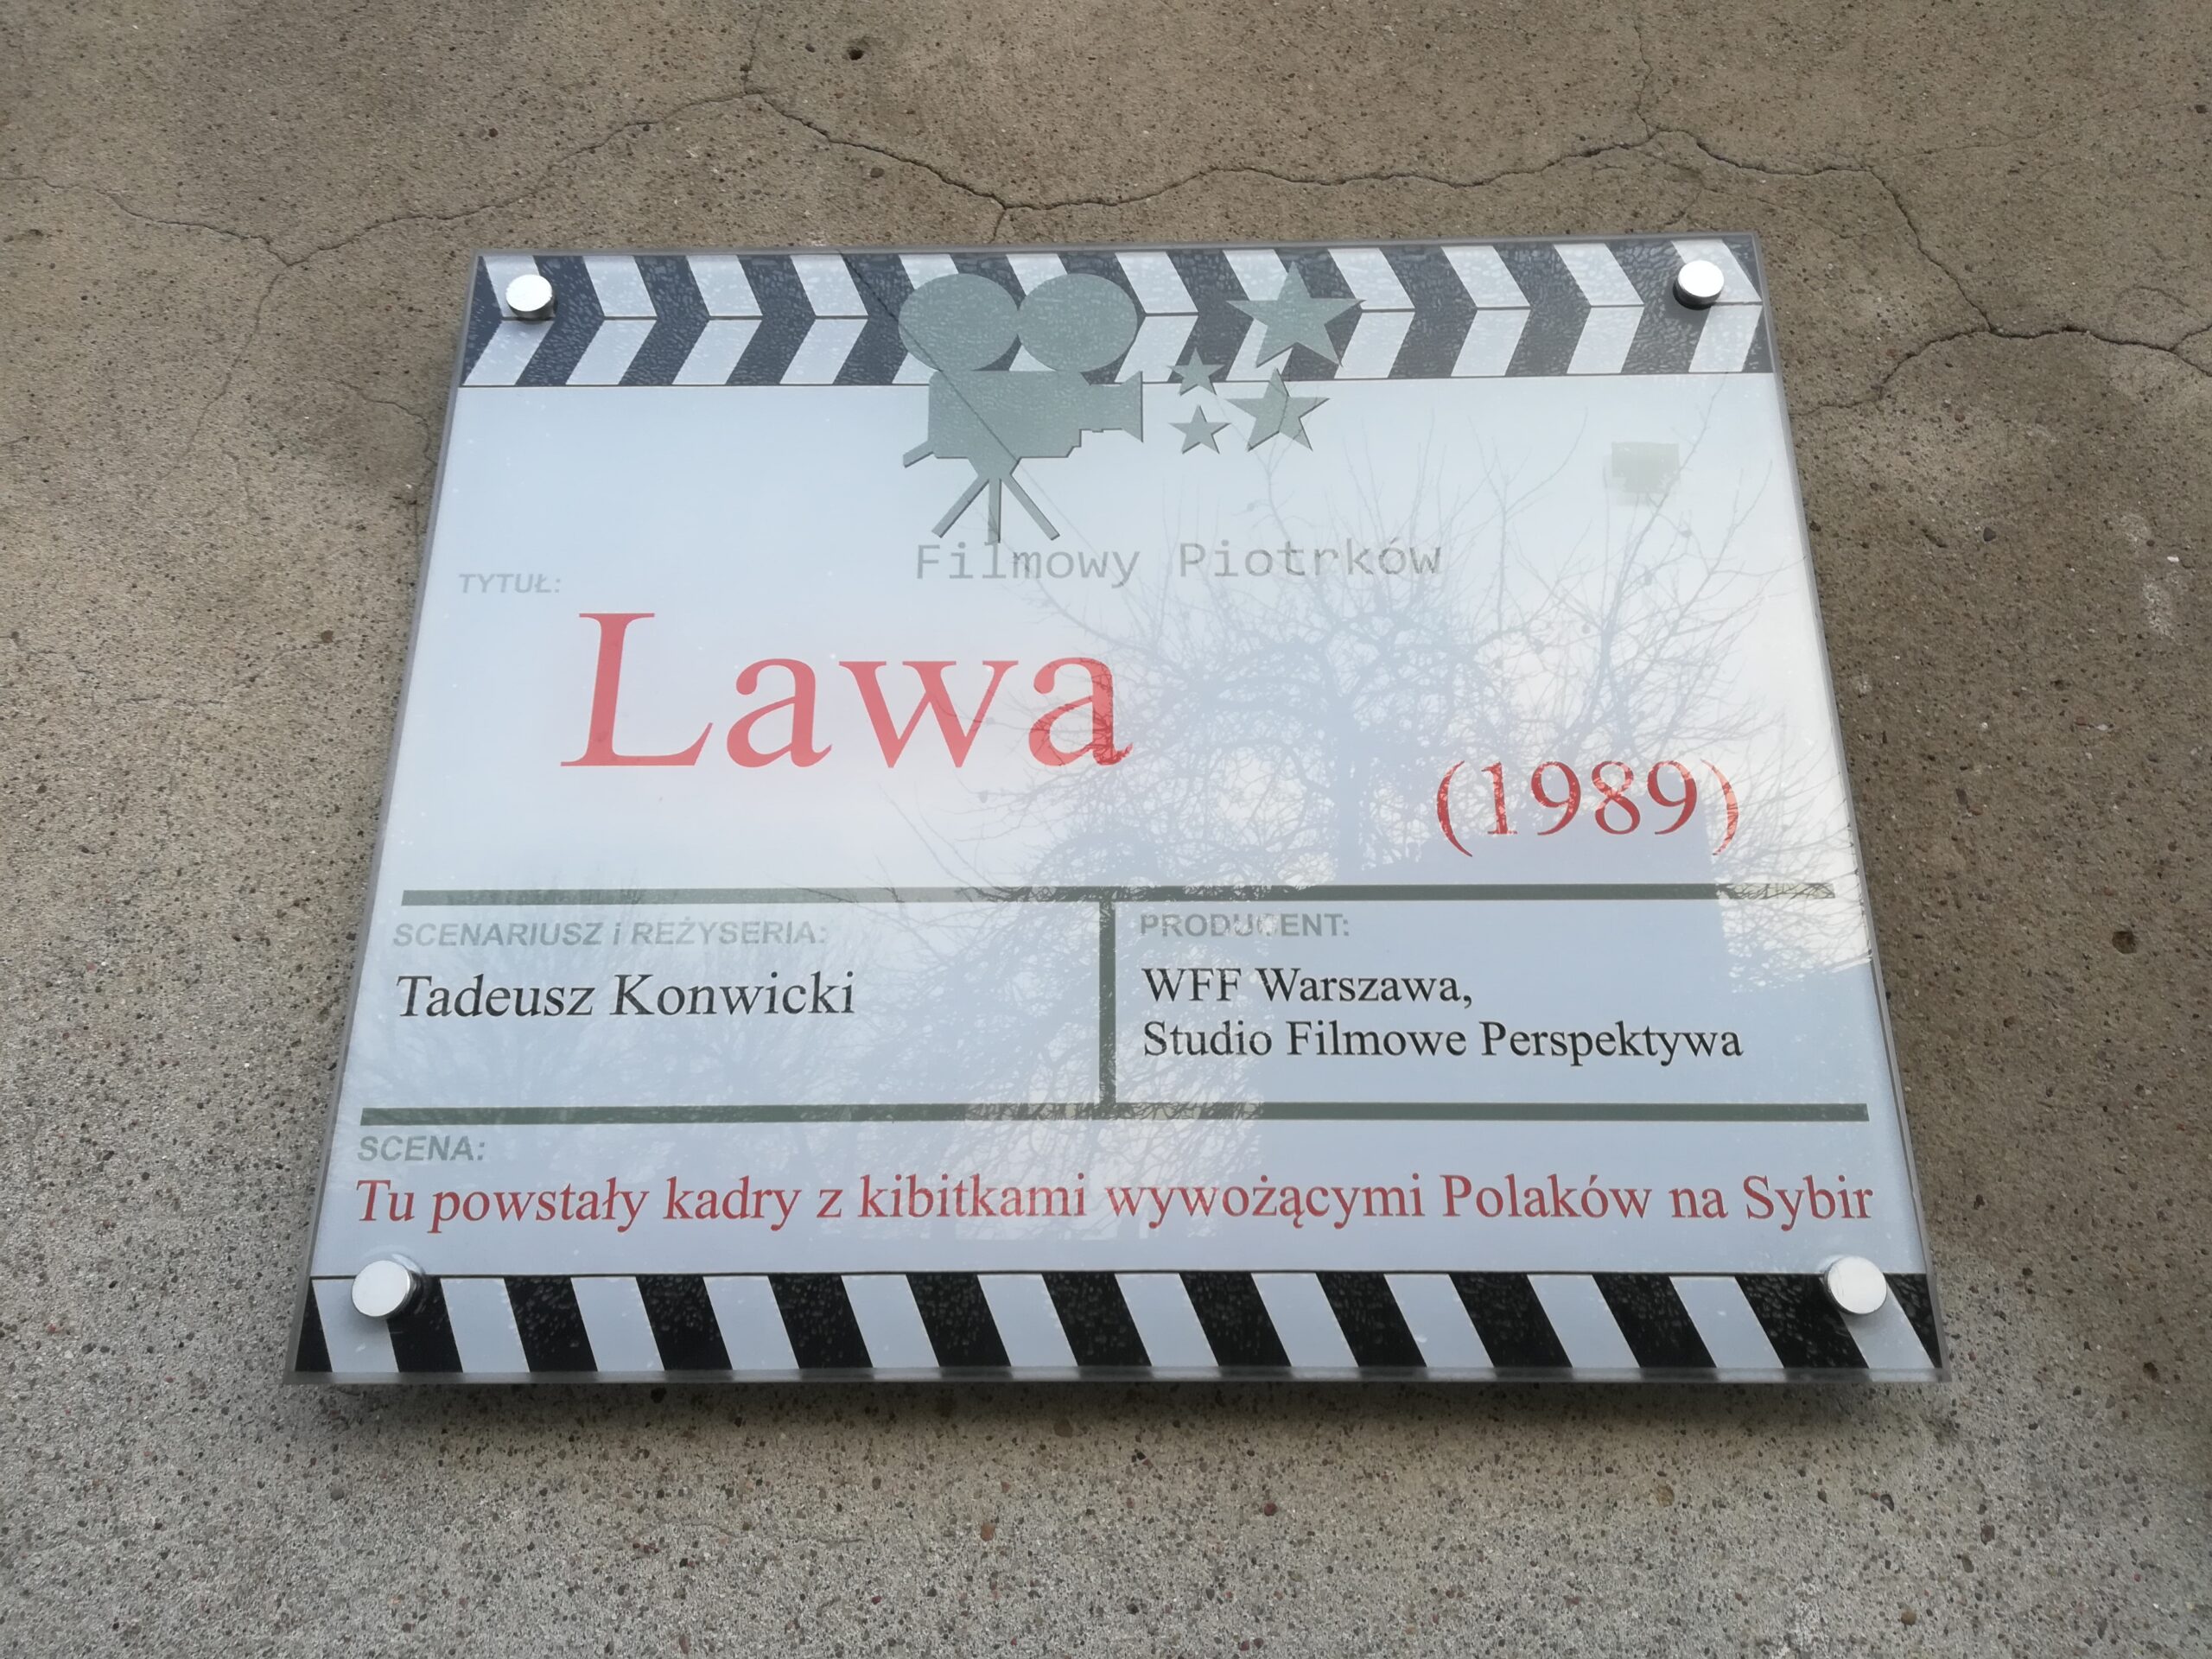 Filmowy Piotrków
TYTUŁ:
Lawa
(1989)
SCENARIUSZ i REŻYSERIA:
Tadeusz Konwicki
PRODUCENT:
WFF Warszawa,
Studio Filmowe Perspektywa
SCENA:
Tu powstały kadry z kibitkami wywożącymi Polaków na Sybir